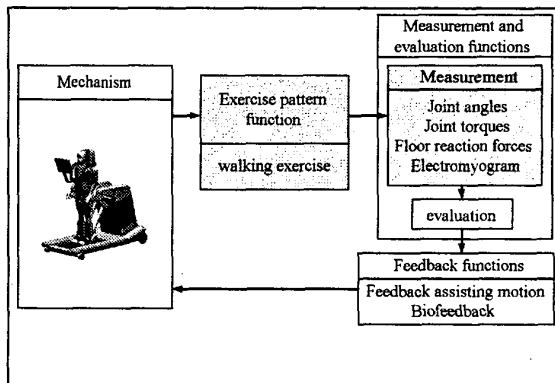 Measurement and
evaluation functions
Mechanism
Exercise pattern
function
walking exercise
Measurement
Joint angles
Joint torques
Floor reaction forces
Electromyogram
evaluation
Feedback functions
Feedback assisting motion
Biofeedback